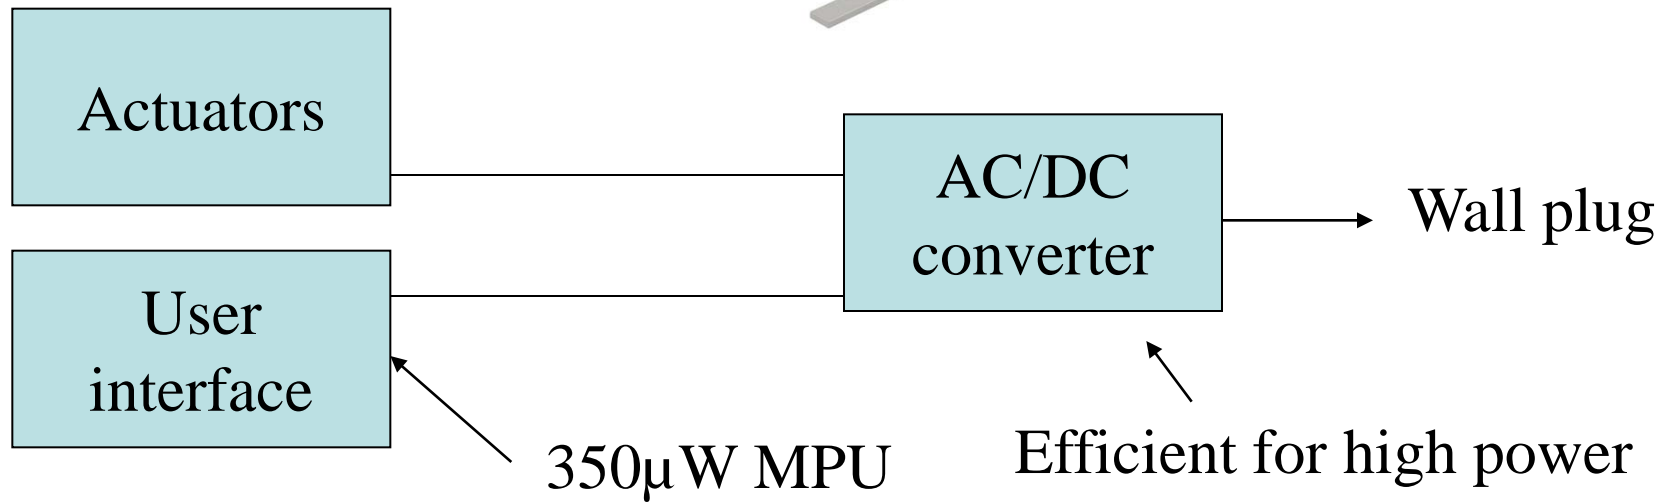 Actuators
AC/DC
converter
Wall plug
User
interface
350μW MPU
Efficient for high power